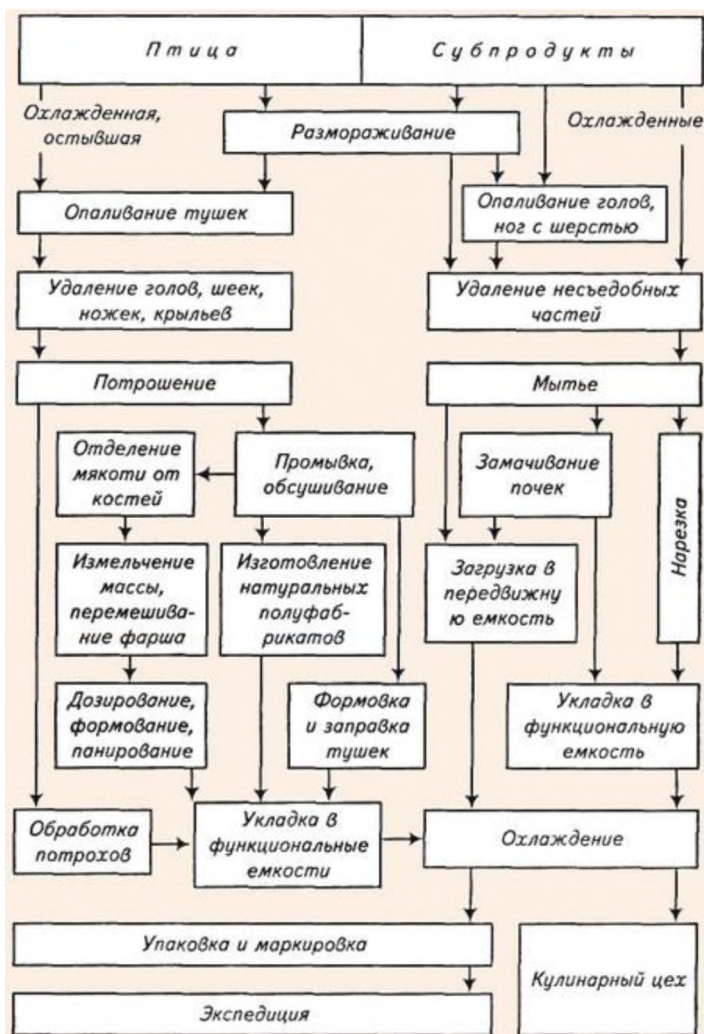 Птица
Субпродукты
Охлажденная,
остывшая
Размораживание
Охлажденные
Опаливание тушек
Опаливание голов,
ног с шерстью
Удаление голов, шеек,
ножек, крыльев
Удаление несъедобных
частей
Потрошение
Мытье
Отделение
мякоти от
костей
Промывка,
обсушивание
Замачивание
почек
Нарезка
Измельчение
массы,
перемешива-
ние фарша
Изготовление
натуральных
полуфаб-
рикатов
Загрузка в
передвижну
ю емкость
Дозирование,
формование,
панирование
Формовка
и заправка
тушек
Укладка в
функциональную
емкость
Обработка
потрохов
Укладка в
функциональные
емкости
Охлаждение
Упаковка и маркировка
Кулинарный цех
Экспедиция